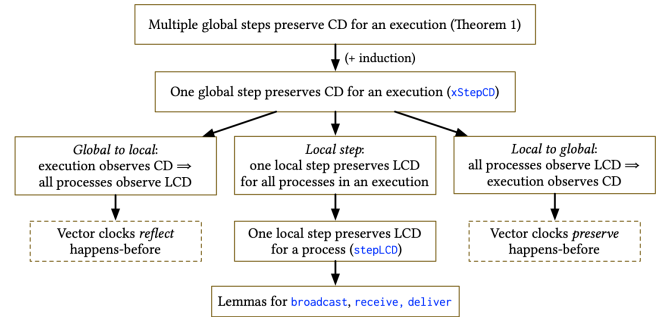 Multiple global steps preserve CD for an execution (Theorem 1)
(+ induction)
One global step preserves CD for an execution (xStepCD)
Global to local:
execution observes CD ⟹
all processes observe LCD
Local step:
one local step preserves LCD
for all processes in an execution
Local to global:
all processes observe LCD ⟹
execution observes CD
Vector clocks reflect
happens-before
One local step preserves LCD
for a process (stepLCD)
Vector clocks preserve
happens-before
Lemmas for broadcast, receive, deliver